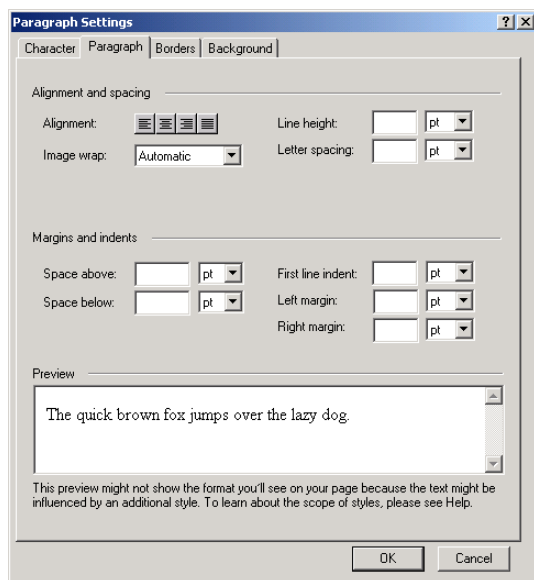 Paragraph Settings
Character Paragraph Borders Background
Alignment and spacing
Alignment: Line height: pt
Image wrap: Automatic Letter spacing: pt
Margins and indents
Space above: pt First line indent: pt
Space below: pt Left margin: pt
Right margin: pt
Preview
The quick brown fox jumps over the lazy dog.
This preview might not show the format you'll see on your page because the text might be
influenced by an additional style. To learn about the scope of styles, please see Help.
OK Cancel